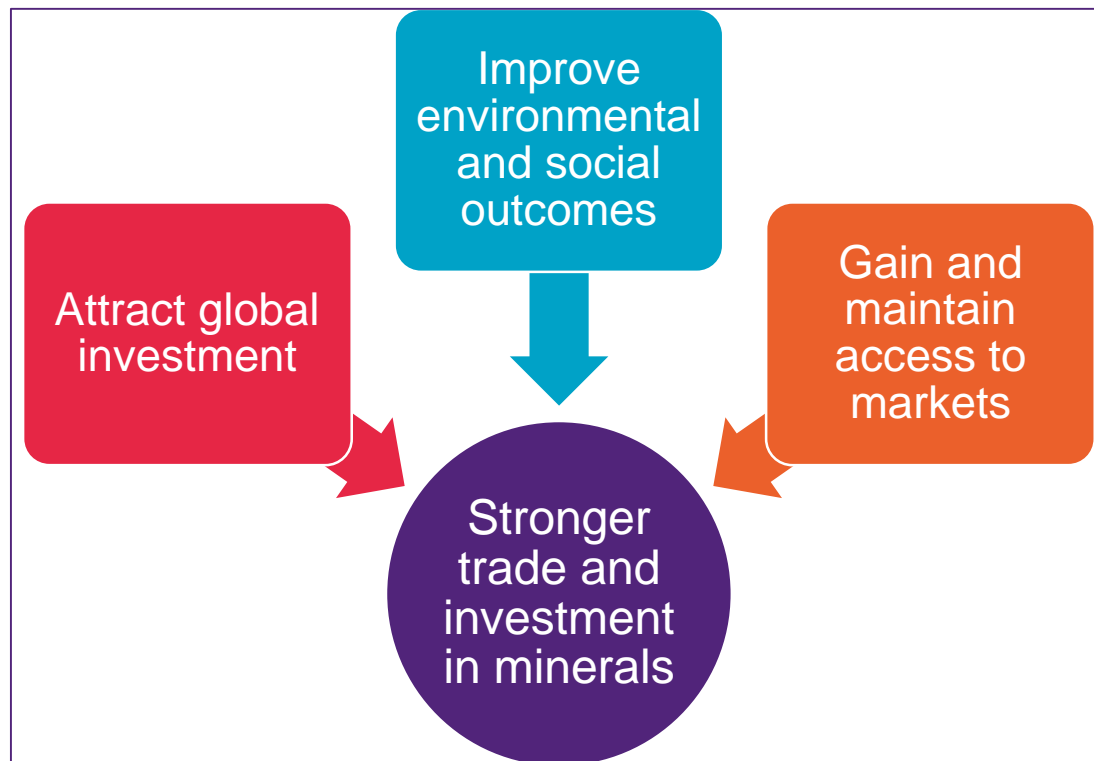 Improve
environmental
and social
outcomes
Attract global
investment
Gain and
maintain
access to
markets
Stronger
trade and
investment
in minerals